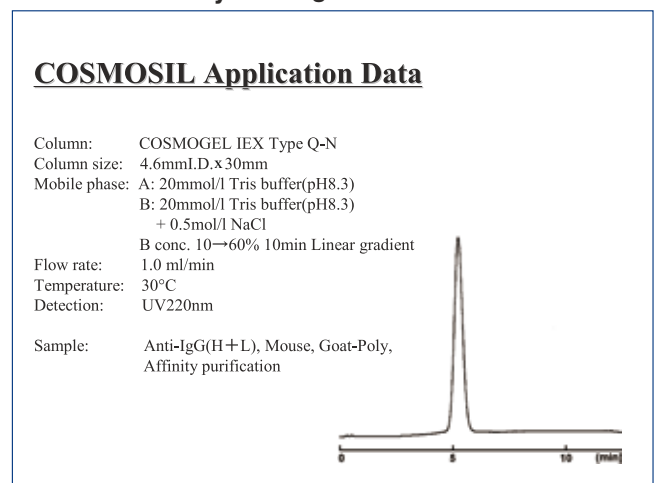 COSMOSIL Application Data
Column: COSMOGEL IEX Type Q-N
Column size: 4.6mmI.D.x30mm
Mobile phase: A: 20mmol/l Tris buffer(pH8.3)
B: 20mmol/l Tris buffer(pH8.3)
+ 0.5mol/l NaCl
B conc. 10→60% 10min Linear gradient
Flow rate: 1.0 ml/min
Temperature: 30°C
Detection: UV220nm
Sample: Anti-IgG(H+L), Mouse, Goat-Poly,
Affinity purification
0 5 10 (min)